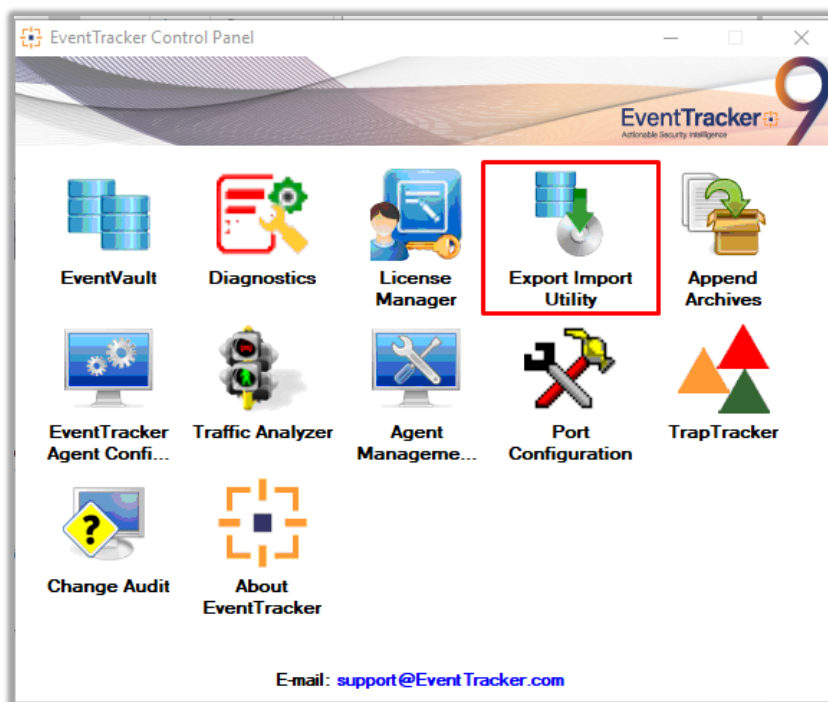 EventTracker Control Panel
EventTracker 9
Actionable Security Intelligence
EventVault
Diagnostics
License
Manager
Export Import
Utility
Append
Archives
EventTracker
Agent Confi...
Traffic Analyzer
Agent
Manageme...
Port
Configuration
TrapTracker
?
Change Audit
About
EventTracker
E-mail: support@EventTracker.com